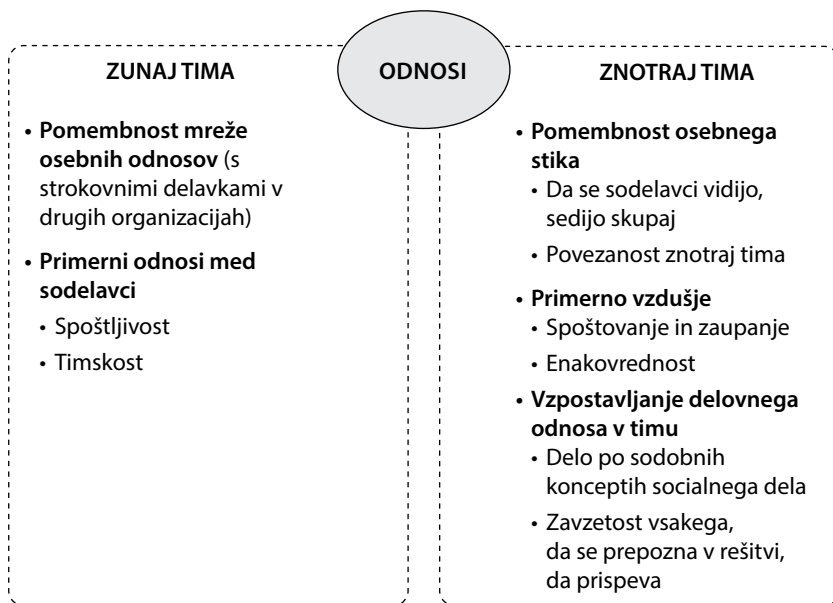 ODNOSI
ZUNAJ TIMA
• Pomembnost mreže
osebnih odnosov (s
strokovnimi delavkami v
drugih organizacijah)
• Primerni odnosi med
sodelavci
• Spoštljivost
• Timskost
ZNOTRAJ TIMA
• Pomembnost osebnega
stika
• Da se sodelavci vidijo,
sedijo skupaj
• Povezanost znotraj tima
• Primerno vzdušje
• Spoštovanje in zaupanje
• Enakovrednost
• Vzpostavljanje delovnega
odnosa v timu
• Delo po sodobnih
konceptih socialnega dela
• Zavzetost vsakega,
da se prepozna v rešitvi,
da prispeva